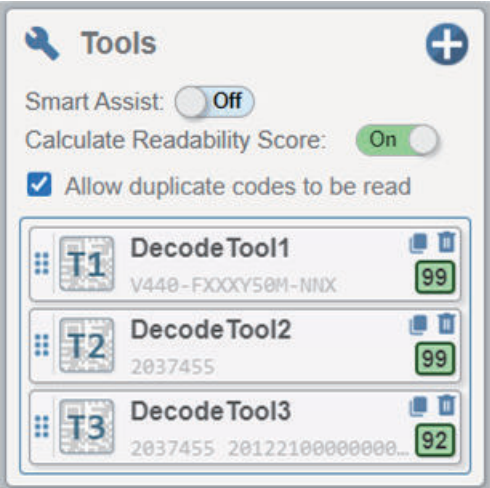 Tools
Smart Assist: Off
Calculate Readability Score: On
Allow duplicate codes to be read
T1 DecodeTool1
V440-FXXXY50M-NNX 99
T2 DecodeTool2
2037455 99
T3 DecodeTool3
2037455 20122100000000... 92